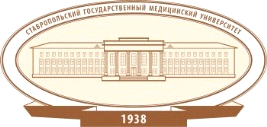 СТАВРОПОЛЬСКИЙ ГОСУДАРСТВЕННЫЙ МЕДИЦИНСКИЙ УНИВЕРСИТЕТ
1938